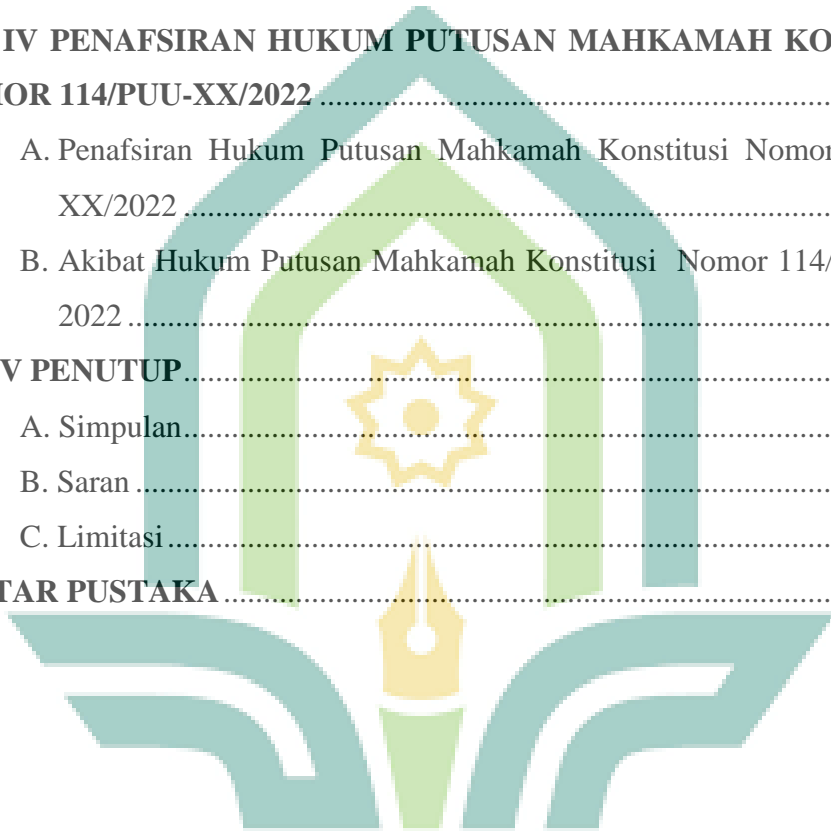 IV PENAFSIRAN HUKUM PUTUSAN MAHKAMAH KO
OR 114/PUU-XX/2022 ........................................................
A. Penafsiran Hukum Putusan Mahkamah Konstitusi Nomor
XX/2022 ........................................................
B. Akibat Hukum Putusan Mahkamah Konstitusi Nomor 114/
2022 ........................................................
V PENUTUP ........................................................
A. Simpulan ........................................................
B. Saran ........................................................
C. Limitasi ........................................................
TAR PUSTAKA ........................................................